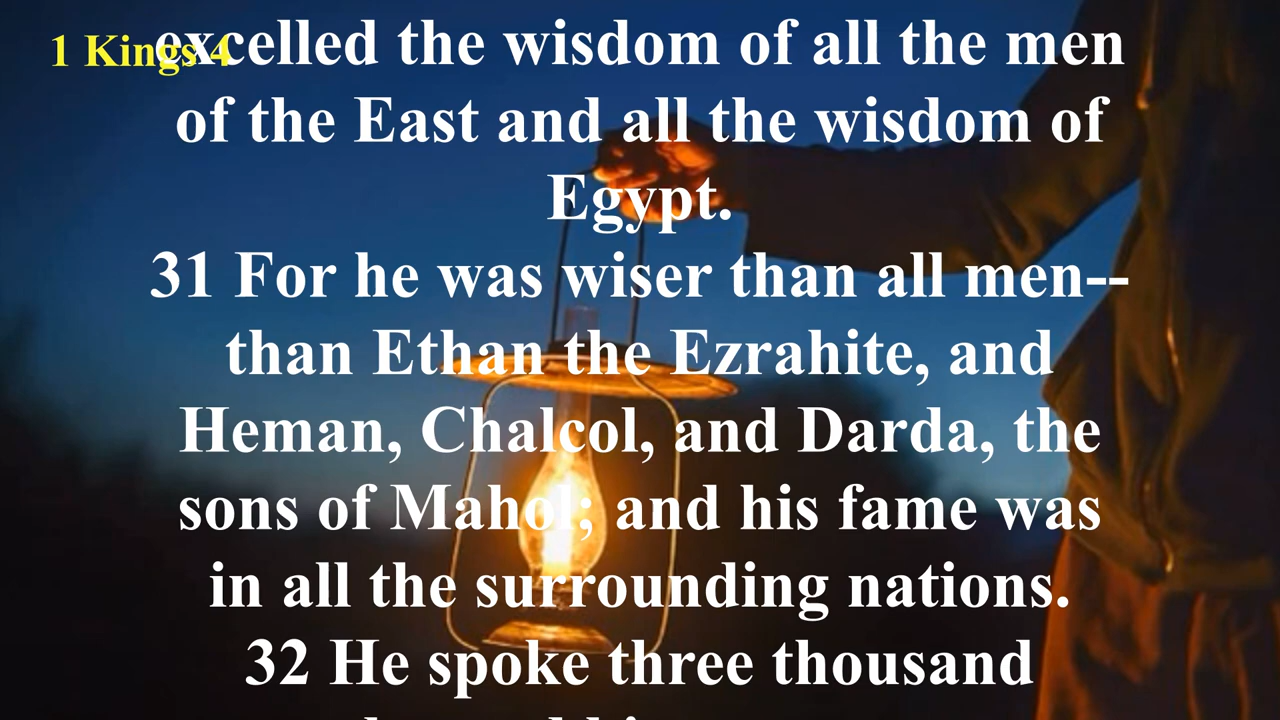 1 Kings 4
excelled the wisdom of all the men
of the East and all the wisdom of
Egypt.
31 For he was wiser than all men--
than Ethan the Ezrahite, and
Heman, Chalcol, and Darda, the
sons of Mahol; and his fame was
in all the surrounding nations.
32 He spoke three thousand